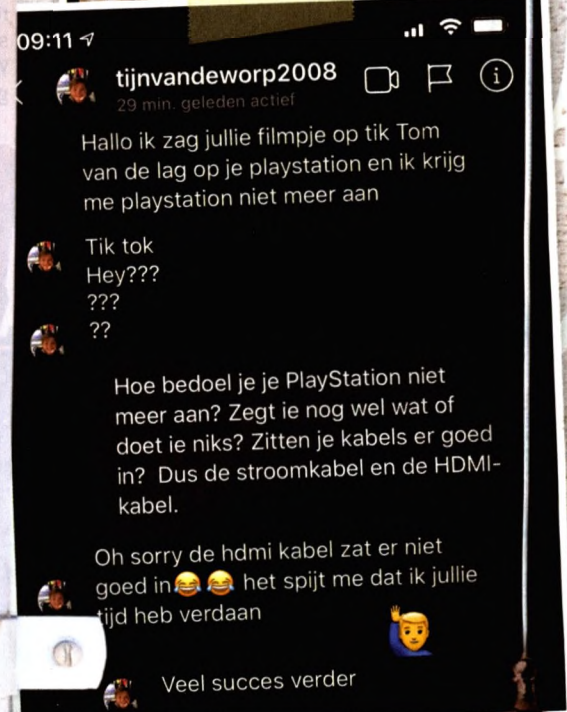 09:11
tijnvandeworp2008
29 min. geleden actief
Hallo ik zag jullie filmpje op tik Tom
van de lag op je playstation en ik krijg
me playstation niet meer aan
Tik tok
Hey???
???
??
Hoe bedoel je je PlayStation niet
meer aan? Zegt ie nog wel wat of
doet ie niks? Zitten je kabels er goed
in? Dus de stroomkabel en de HDMI-
kabel.
Oh sorry de hdmi kabel zat er niet
goed in😂😂 het spijt me dat ik jullie
tijd heb verdaan
🙋‍♂️
Veel succes verder